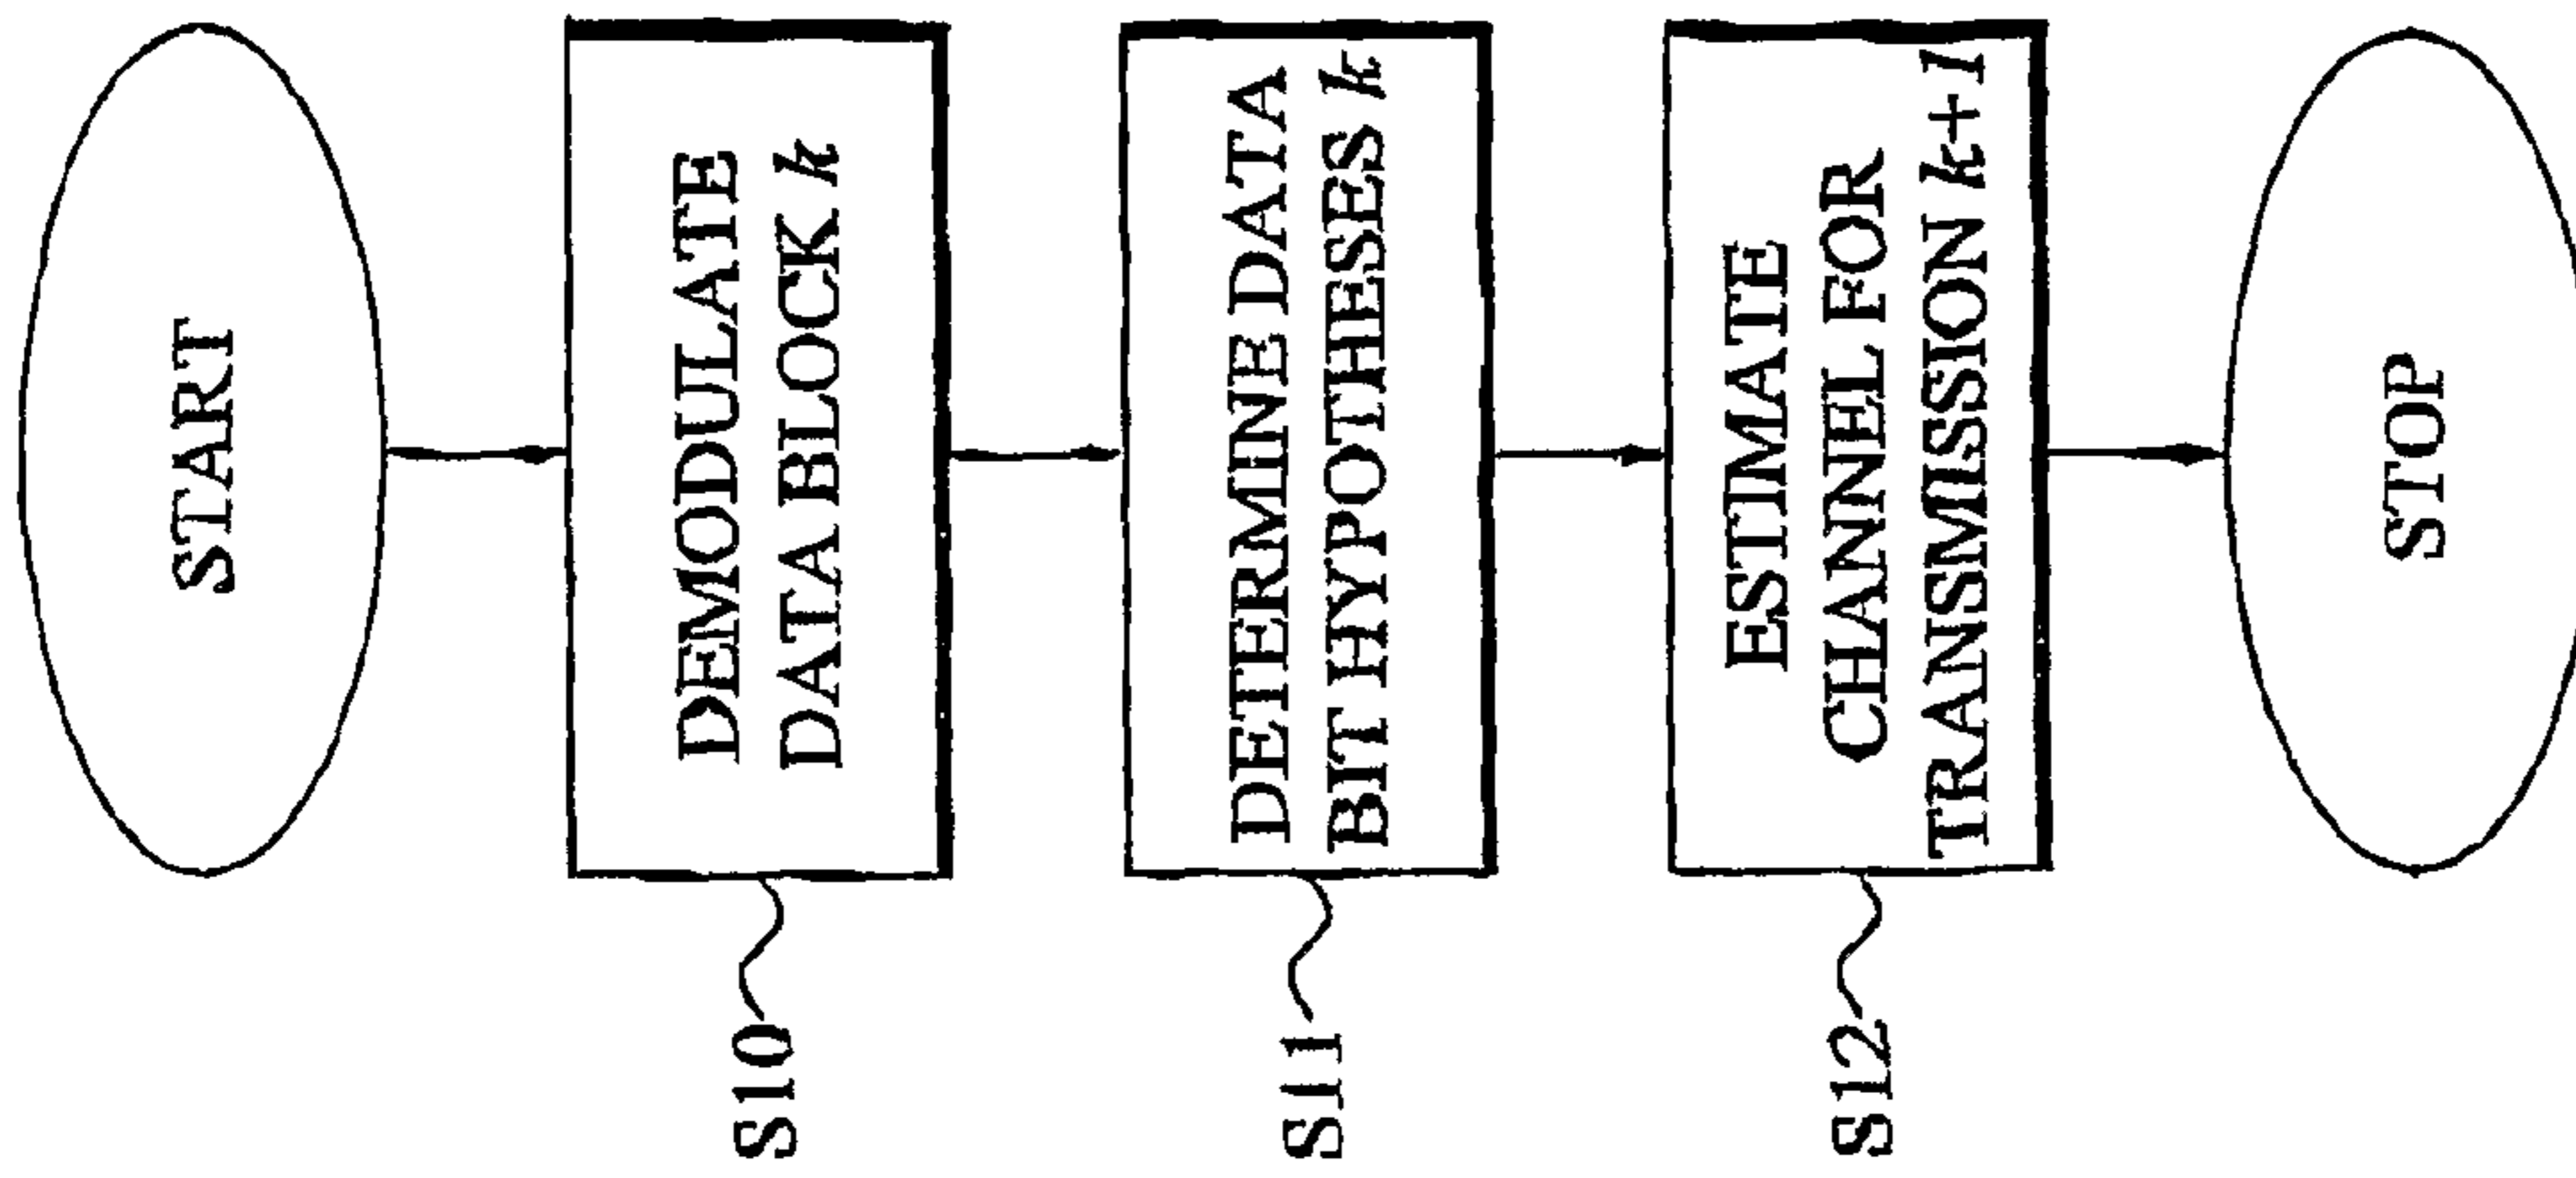 START
DEMODULATE
DATA BLOCK k
S10
DETERMINE DATA
BIT HYPOTHESES k
S11
ESTIMATE
CHANNEL FOR
TRANSMISSION k+1
S12
STOP